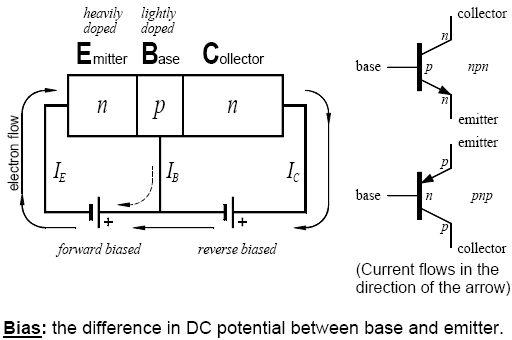 heavily lightly
doped doped
Emitter Base Collector
n p n
electron flow
I_E I_B I_C
+ +
forward biased reverse biased
collector
n
base p npn
n
emitter
emitter
p
base n pnp
p
collector
(Current flows in the
direction of the arrow)
Bias: the difference in DC potential between base and emitter.